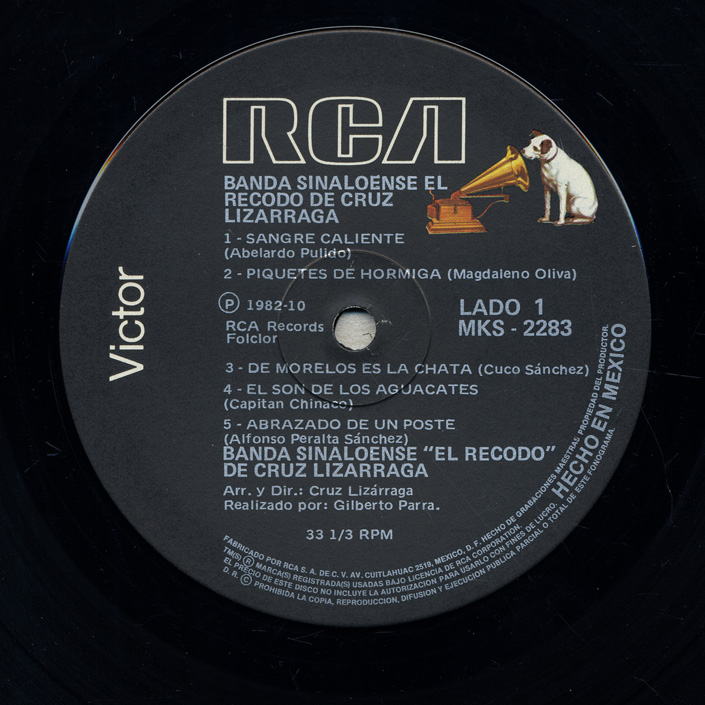 RCA
BANDA SINALOENSE EL
RECODO DE CRUZ
LIZARRAGA
1 - SANGRE CALIENTE
(Abelardo Pulido)
2 - PIQUETES DE HORMIGA (Magdaleno Oliva)
Ⓟ 1982-10
RCA Records
Folclor
LADO 1
MKS - 2283
Victor
3 - DE MORELOS ES LA CHATA (Cuco Sánchez)
4 - EL SON DE LOS AGUACATES
(Capitan Chinaco)
5 - ABRAZADO DE UN POSTE
(Alfonso Peralta Sánchez)
BANDA SINALOENSE “EL RECODO”
DE CRUZ LIZARRAGA
Arr. y Dir.: Cruz Lizárraga
Realizado por: Gilberto Parra.
33 1/3 RPM
HECHO EN MEXICO
FABRICADO POR RCA S. A. DE C. V. AV. CUITLAHUAC 2519, MEXICO, D. F. HECHO DE GRABACIONES MAESTRAS PROPIEDAD DEL PRODUCTOR.
TM(S) ® MARCA(S) REGISTRADA(S) USADAS BAJO LICENCIA DE RCA CORPORATION.
EL PRECIO DE ESTE DISCO NO INCLUYE LA AUTORIZACION PARA USARLO CON FINES DE LUCRO.
D. R. © PROHIBIDA LA COPIA, REPRODUCCION, DIFUSION Y EJECUCION PUBLICA PARCIAL O TOTAL DE ESTE FONOGRAMA.